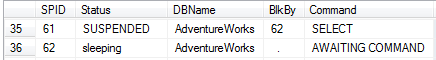 SPID Status DBName BlkBy Command
35 61 SUSPENDED AdventureWorks 62 SELECT
36 62 sleeping AdventureWorks . AWAITING COMMAND